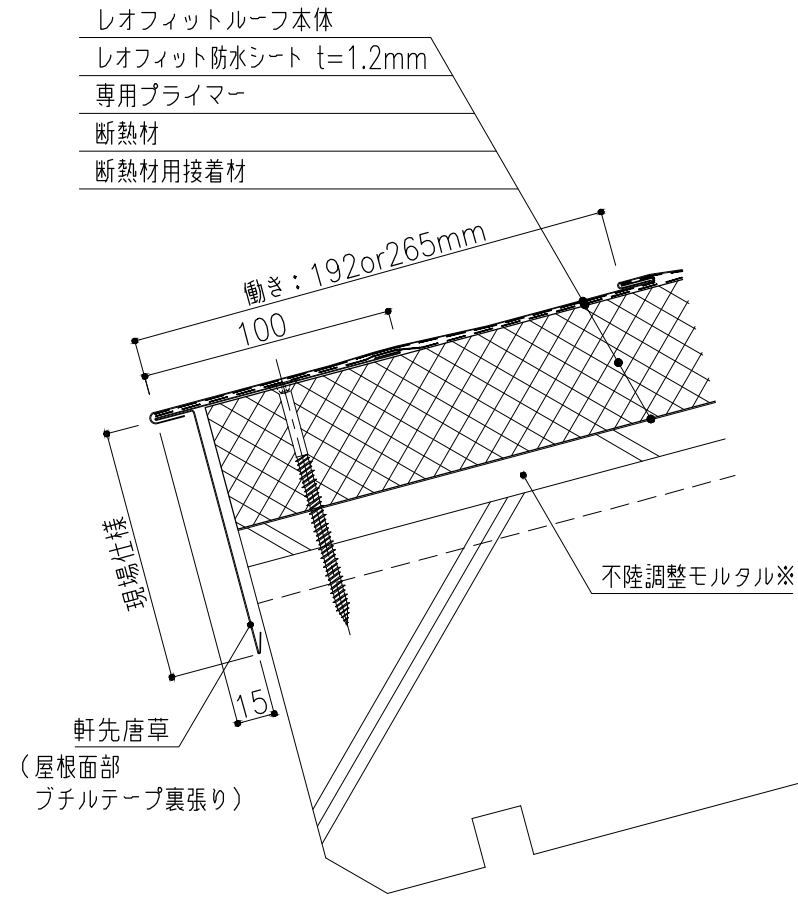 レオフィットルーフ本体
レオフィット防水シート t=1.2mm
専用プライマー
断熱材
断熱材用接着材
働き：192or265mm
100
現場仕様
不陸調整モルタル※
15
軒先唐草
（屋根面部
ブチルテープ裏張り）